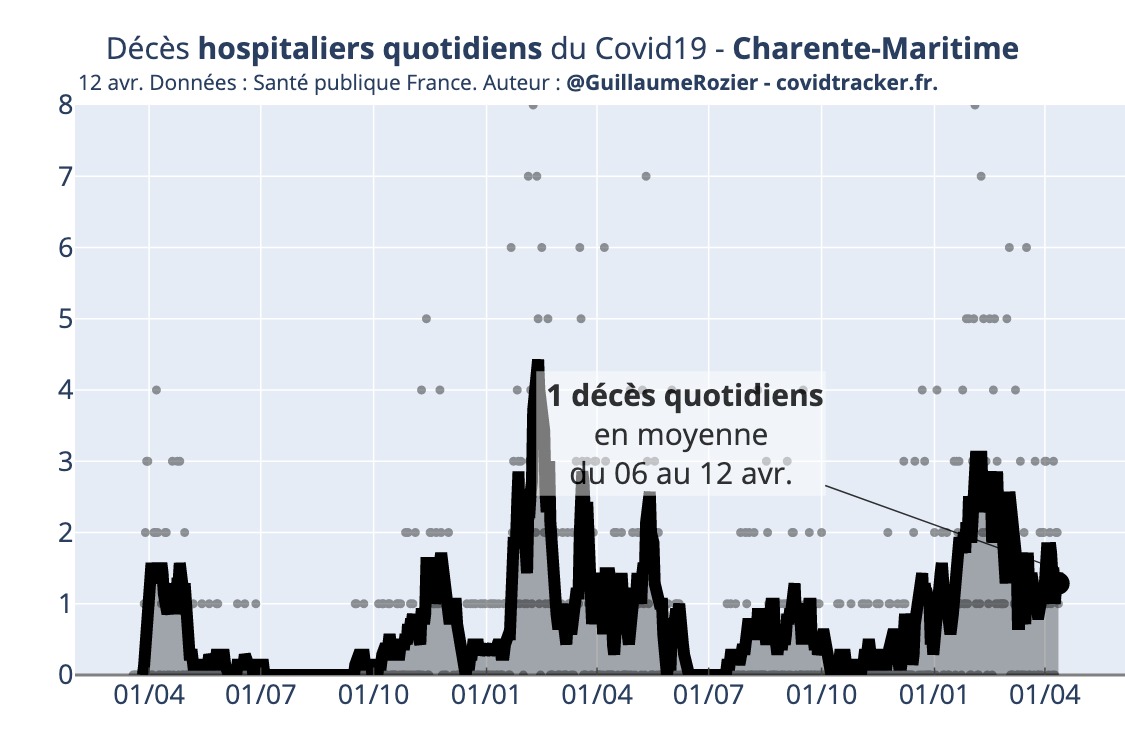 Décès hospitaliers quotidiens du Covid19 - Charente-Maritime
12 avr. Données : Santé publique France. Auteur : @GuillaumeRozier - covidtracker.fr.
8
7
6
5
4
3
2
1
0
1 décès quotidiens
en moyenne
du 06 au 12 avr.
01/04 01/07 01/10 01/01 01/04 01/07 01/10 01/01 01/04